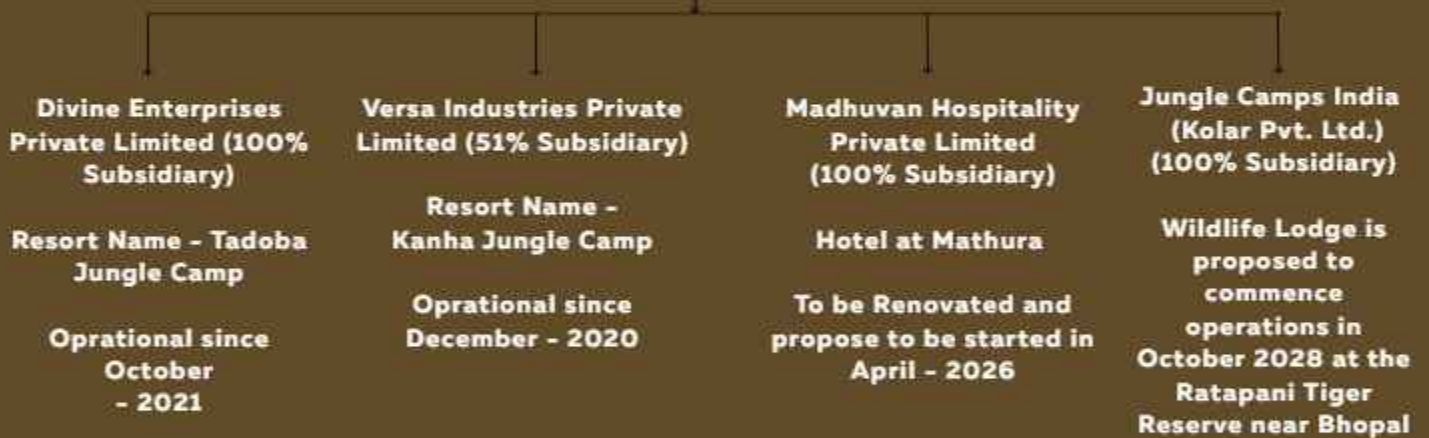 Divine Enterprises
Private Limited (100%
Subsidiary)
Resort Name - Tadoba
Jungle Camp
Oprational since
October
- 2021
Versa Industries Private
Limited (51% Subsidiary)
Resort Name -
Kanha Jungle Camp
Oprational since
December - 2020
Madhuvan Hospitality
Private Limited
(100% Subsidiary)
Hotel at Mathura
To be Renovated and
propose to be started in
April - 2026
Jungle Camps India
(Kolar Pvt. Ltd.)
(100% Subsidiary)
Wildlife Lodge is
proposed to
commence
operations in
October 2028 at the
Ratapani Tiger
Reserve near Bhopal